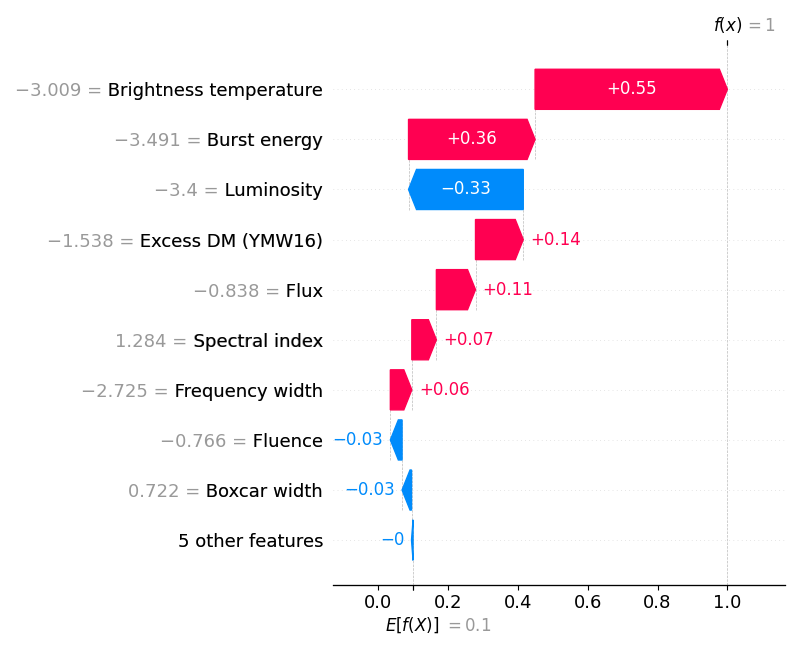 f(x) = 1
−3.009 = Brightness temperature +0.55
−3.491 = Burst energy +0.36
−3.4 = Luminosity −0.33
−1.538 = Excess DM (YMW16) +0.14
−0.838 = Flux +0.11
1.284 = Spectral index +0.07
−2.725 = Frequency width +0.06
−0.766 = Fluence −0.03
0.722 = Boxcar width −0.03
5 other features −0
0.0 0.2 0.4 0.6 0.8 1.0
E[f(X)] = 0.1